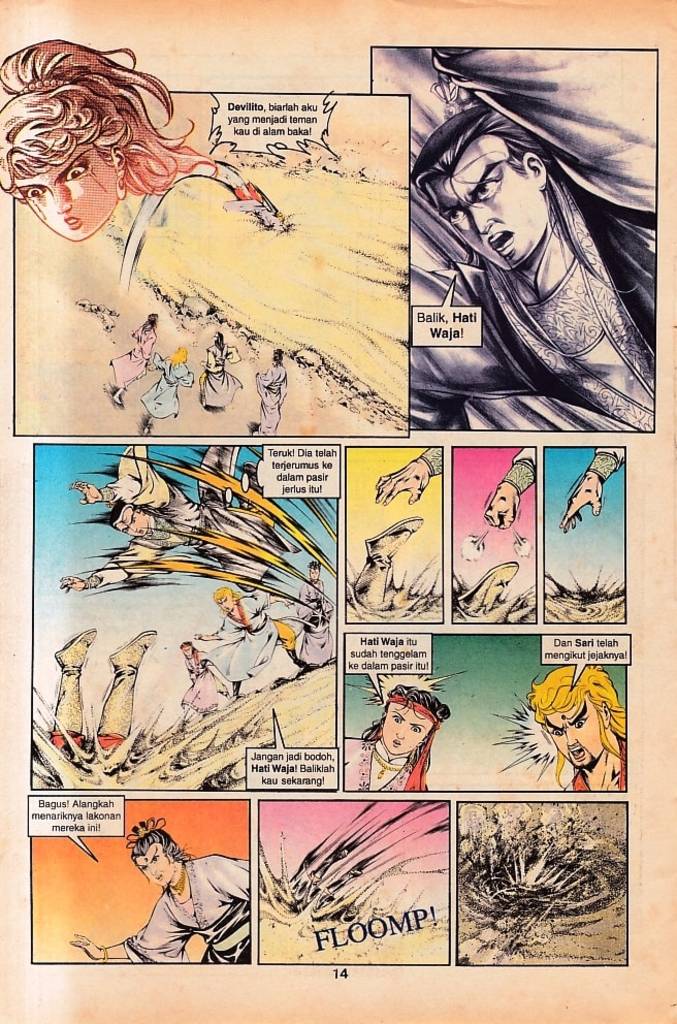 Devilito, biarlah aku
yang menjadi teman
kau di alam baka!
Balik, Hati
Waja!
Teruk! Dia telah
terjerumus ke
dalam pasir
jerlus itu!
Jangan jadi bodoh,
Hati Waja! Baliklah
kau sekarang!
Hati Waja itu
sudah tenggelam
ke dalam pasir itu!
Dan Sari telah
mengikut jejaknya!
Bagus! Alangkah
menariknya lakonan
mereka ini!
FLOOMP!
14